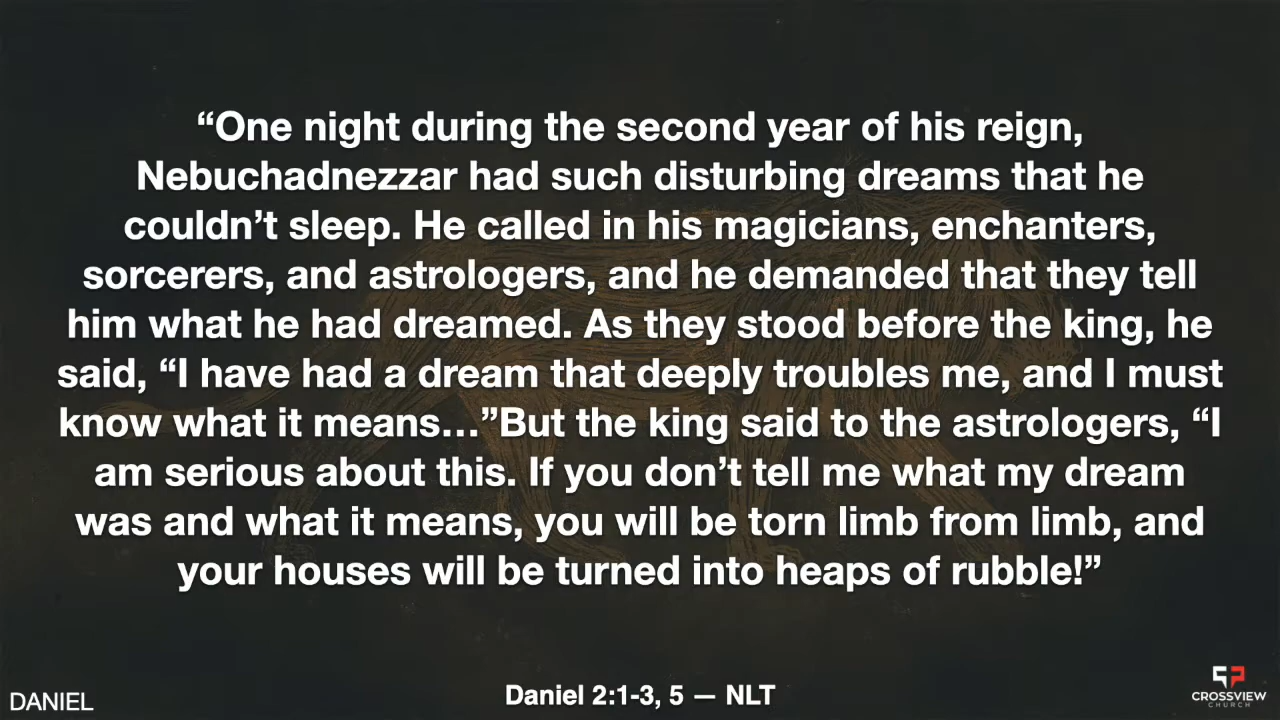 “One night during the second year of his reign,
Nebuchadnezzar had such disturbing dreams that he
couldn’t sleep. He called in his magicians, enchanters,
sorcerers, and astrologers, and he demanded that they tell
him what he had dreamed. As they stood before the king, he
said, “I have had a dream that deeply troubles me, and I must
know what it means…”But the king said to the astrologers, “I
am serious about this. If you don’t tell me what my dream
was and what it means, you will be torn limb from limb, and
your houses will be turned into heaps of rubble!”
DANIEL
Daniel 2:1-3, 5 — NLT
CROSSVIEW
CHURCH